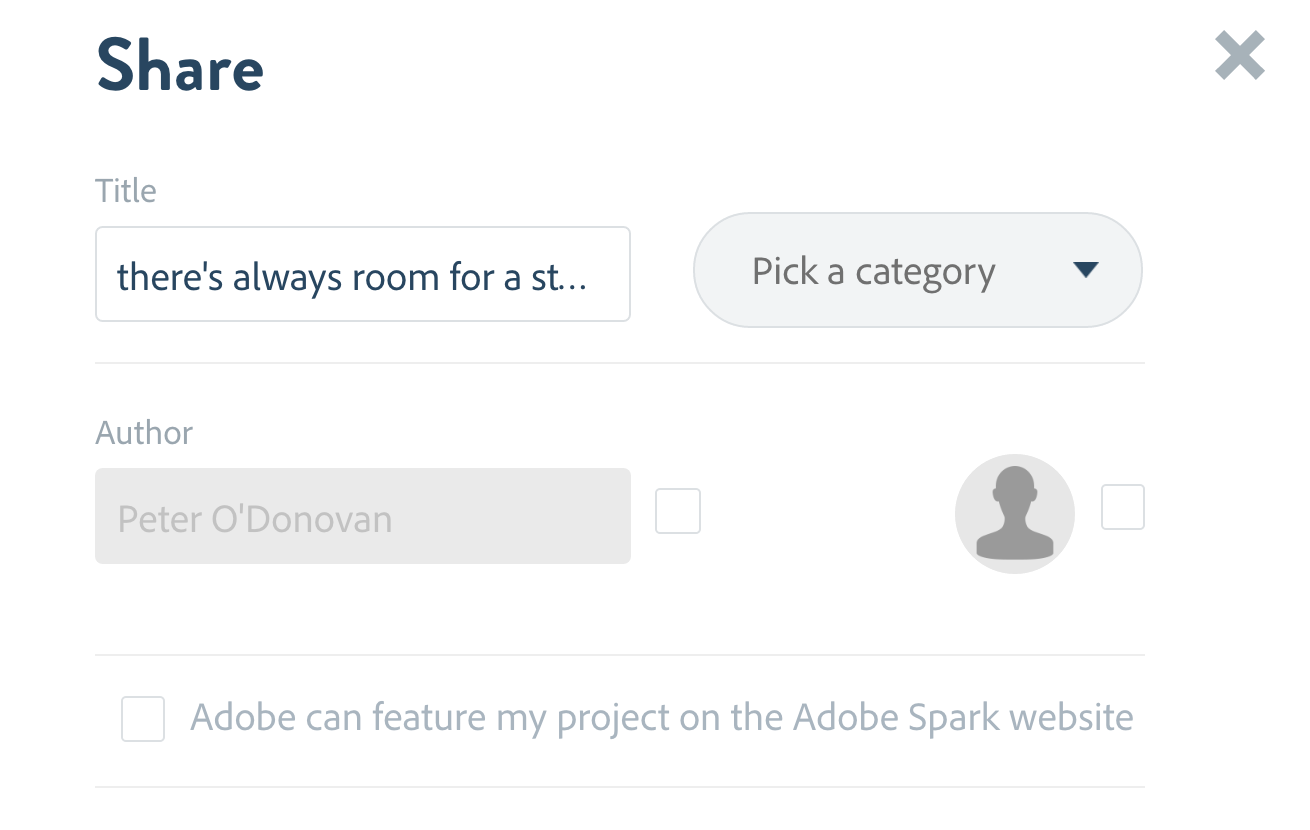 Share
Title
there's always room for a st...
Pick a category
Author
Peter O'Donovan
Adobe can feature my project on the Adobe Spark website